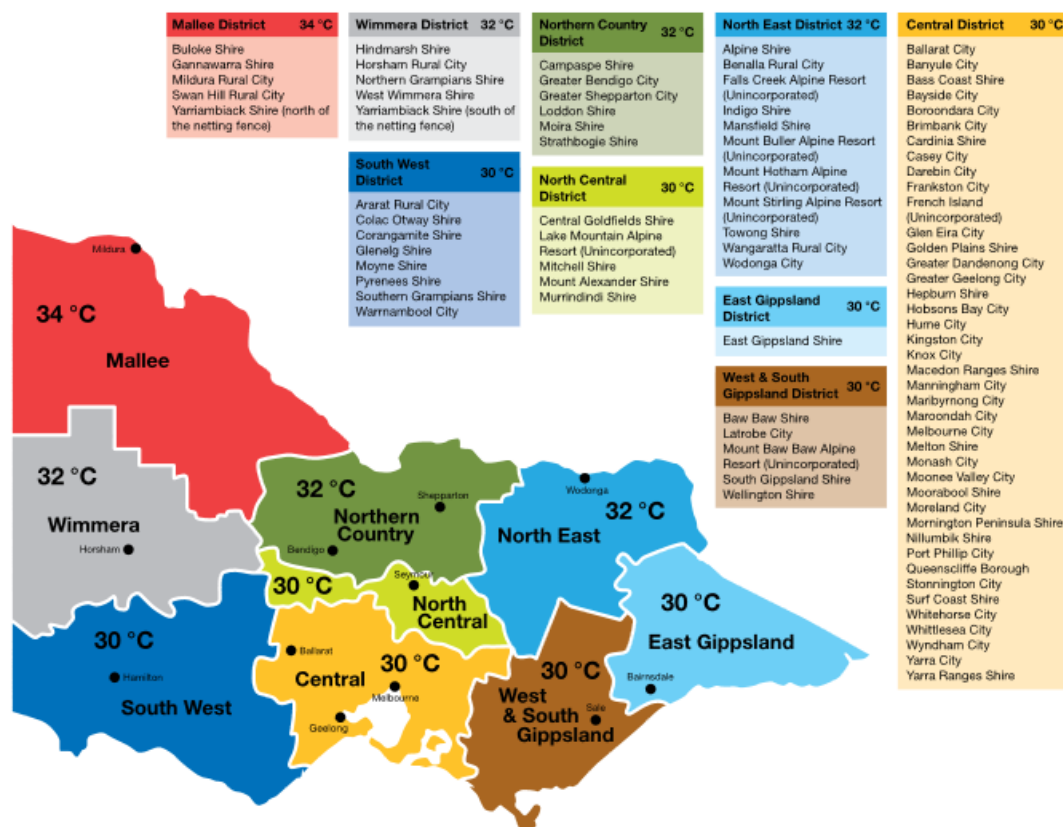 Mallee District 34 °C
Buloke Shire
Gannawarra Shire
Mildura Rural City
Swan Hill Rural City
Yarriambiack Shire (north of
the netting fence)
Wimmera District 32 °C
Hindmarsh Shire
Horsham Rural City
Northern Grampians Shire
West Wimmera Shire
Yarriambiack Shire (south of
the netting fence)
South West
District 30 °C
Ararat Rural City
Colac Otway Shire
Corangamite Shire
Glenelg Shire
Moyne Shire
Pyrenees Shire
Southern Grampians Shire
Warrnambool City
Northern Country
District 32 °C
Campaspe Shire
Greater Bendigo City
Greater Shepparton City
Loddon Shire
Moira Shire
Strathbogie Shire
North Central
District 30 °C
Central Goldfields Shire
Lake Mountain Alpine
Resort (Unincorporated)
Mitchell Shire
Mount Alexander Shire
Murrindindi Shire
North East District 32 °C
Alpine Shire
Benalla Rural City
Falls Creek Alpine Resort
(Unincorporated)
Indigo Shire
Mansfield Shire
Mount Buller Alpine Resort
(Unincorporated)
Mount Hotham Alpine
Resort (Unincorporated)
Mount Stirling Alpine Resort
(Unincorporated)
Towong Shire
Wangaratta Rural City
Wodonga City
East Gippsland
District 30 °C
East Gippsland Shire
West & South
Gippsland District 30 °C
Baw Baw Shire
Latrobe City
Mount Baw Baw Alpine
Resort (Unincorporated)
South Gippsland Shire
Wellington Shire
Central District 30 °C
Ballarat City
Banyule City
Bass Coast Shire
Bayside City
Boroondara City
Brimbank City
Cardinia Shire
Casey City
Darebin City
Frankston City
French Island
(Unincorporated)
Glen Eira City
Golden Plains Shire
Greater Dandenong City
Greater Geelong City
Hepburn Shire
Hobsons Bay City
Hume City
Kingston City
Knox City
Macedon Ranges Shire
Manningham City
Maribyrnong City
Maroondah City
Melbourne City
Melton Shire
Monash City
Moonee Valley City
Moorabool Shire
Moreland City
Mornington Peninsula Shire
Nillumbik Shire
Port Phillip City
Queenscliffe Borough
Stonnington City
Surf Coast Shire
Whitehorse City
Whittlesea City
Wyndham City
Yarra City
Yarra Ranges Shire
Mildura
34 °C
Mallee
32 °C
Wimmera
Horsham
32 °C
Shepparton
Northern
Country
Bendigo
Wodonga
32 °C
North East
30 °C
Seymour
North
Central
30 °C
East Gippsland
Bairnsdale
30 °C
Hamilton
South West
Ballarat
30 °C
Central
Melbourne
Geelong
30 °C
West
& South
Gippsland
Sale